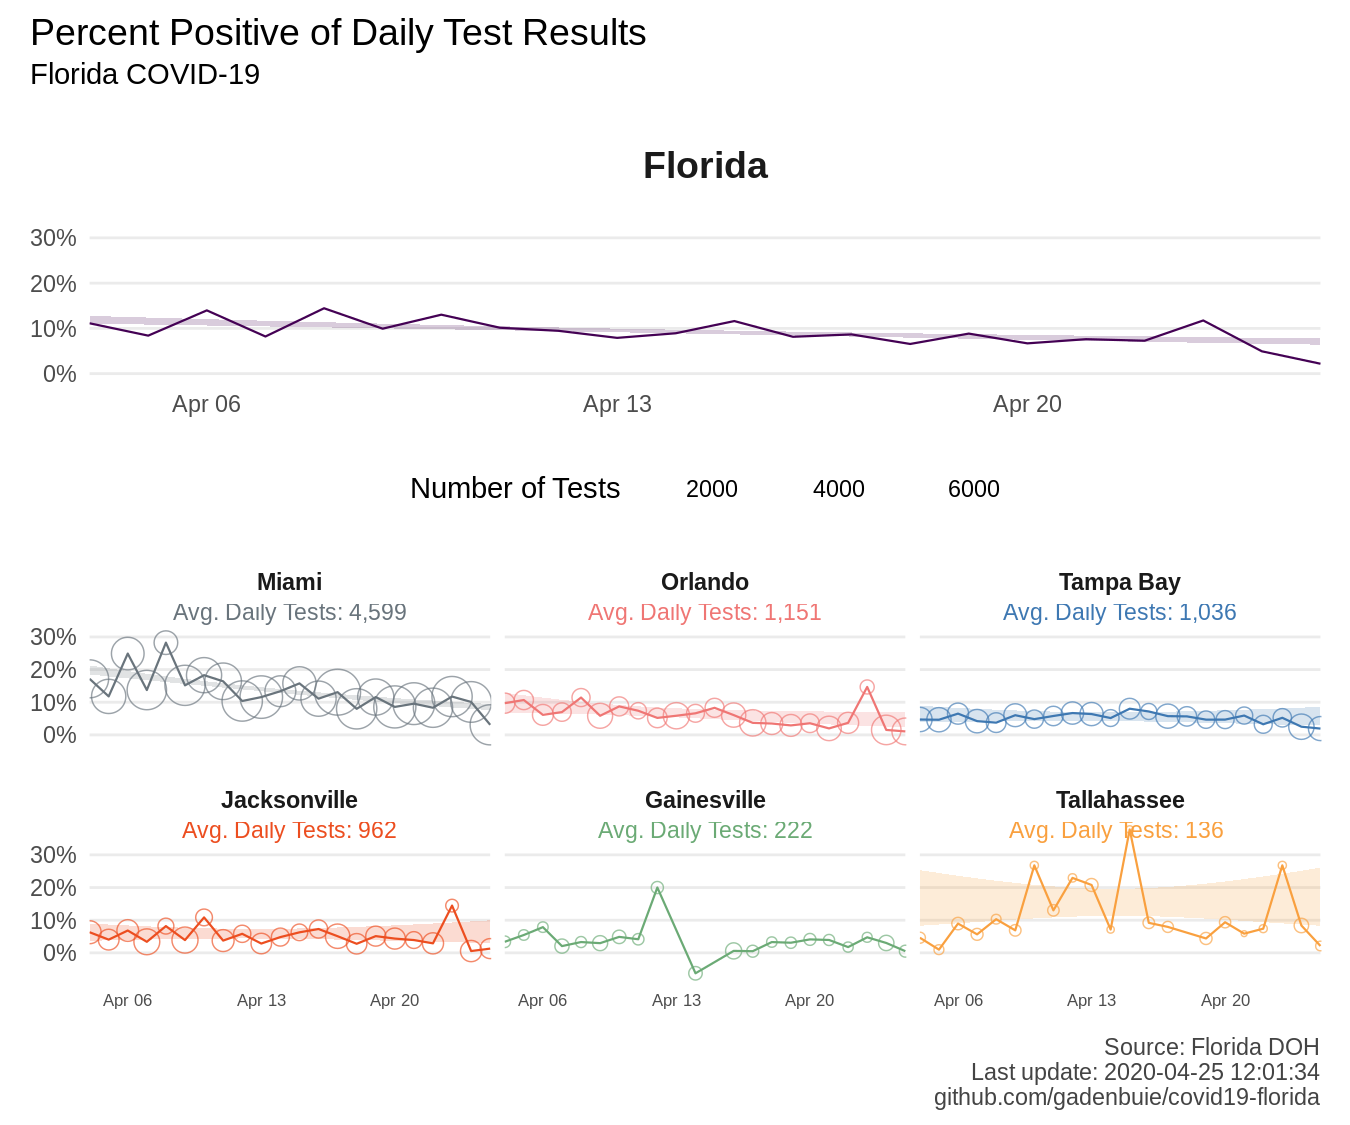 Percent Positive of Daily Test Results
Florida COVID-19
Florida
30%
20%
10%
0%
Apr 06 Apr 13 Apr 20
Number of Tests 2000 4000 6000
Miami Orlando Tampa Bay
Avg. Daily Tests: 4,599 Avg. Daily Tests: 1,151 Avg. Daily Tests: 1,036
30%
20%
10%
0%
Jacksonville Gainesville Tallahassee
Avg. Daily Tests: 962 Avg. Daily Tests: 222 Avg. Daily Tests: 136
30%
20%
10%
0%
Apr 06 Apr 13 Apr 20 Apr 06 Apr 13 Apr 20 Apr 06 Apr 13 Apr 20
Source: Florida DOH
Last update: 2020-04-25 12:01:34
github.com/gadenbuie/covid19-florida